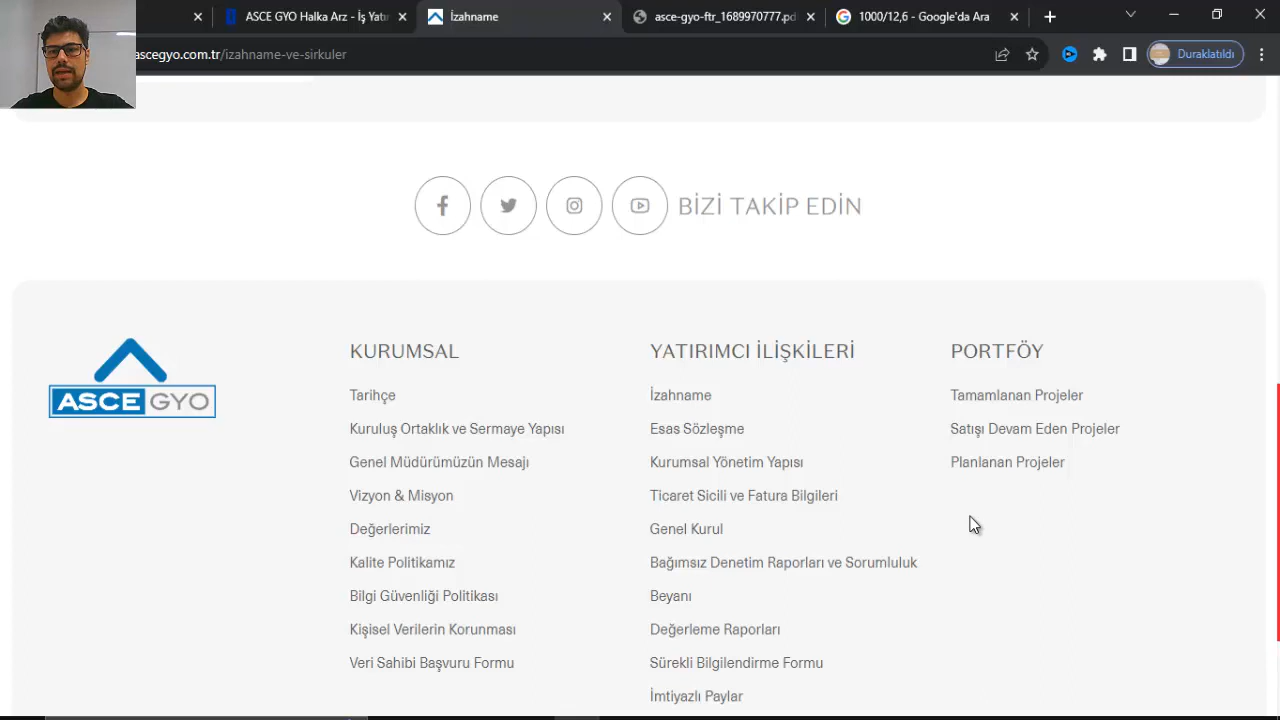 ASCE GYO Halka Arz - İş Yatır
İzahname
asce-gyo-ftr_1689970777.pd
1000/12,6 - Google'da Ara
ascegyo.com.tr/izahname-ve-sirkuler
Duraklatıldı
BİZİ TAKİP EDİN
ASCE GYO
KURUMSAL
Tarihçe
Kuruluş Ortaklık ve Sermaye Yapısı
Genel Müdürümüzün Mesajı
Vizyon & Misyon
Değerlerimiz
Kalite Politikamız
Bilgi Güvenliği Politikası
Kişisel Verilerin Korunması
Veri Sahibi Başvuru Formu
YATIRIMCI İLİŞKİLERİ
İzahname
Esas Sözleşme
Kurumsal Yönetim Yapısı
Ticaret Sicili ve Fatura Bilgileri
Genel Kurul
Bağımsız Denetim Raporları ve Sorumluluk
Beyanı
Değerleme Raporları
Sürekli Bilgilendirme Formu
İmtiyazlı Paylar
PORTFÖY
Tamamlanan Projeler
Satışı Devam Eden Projeler
Planlanan Projeler